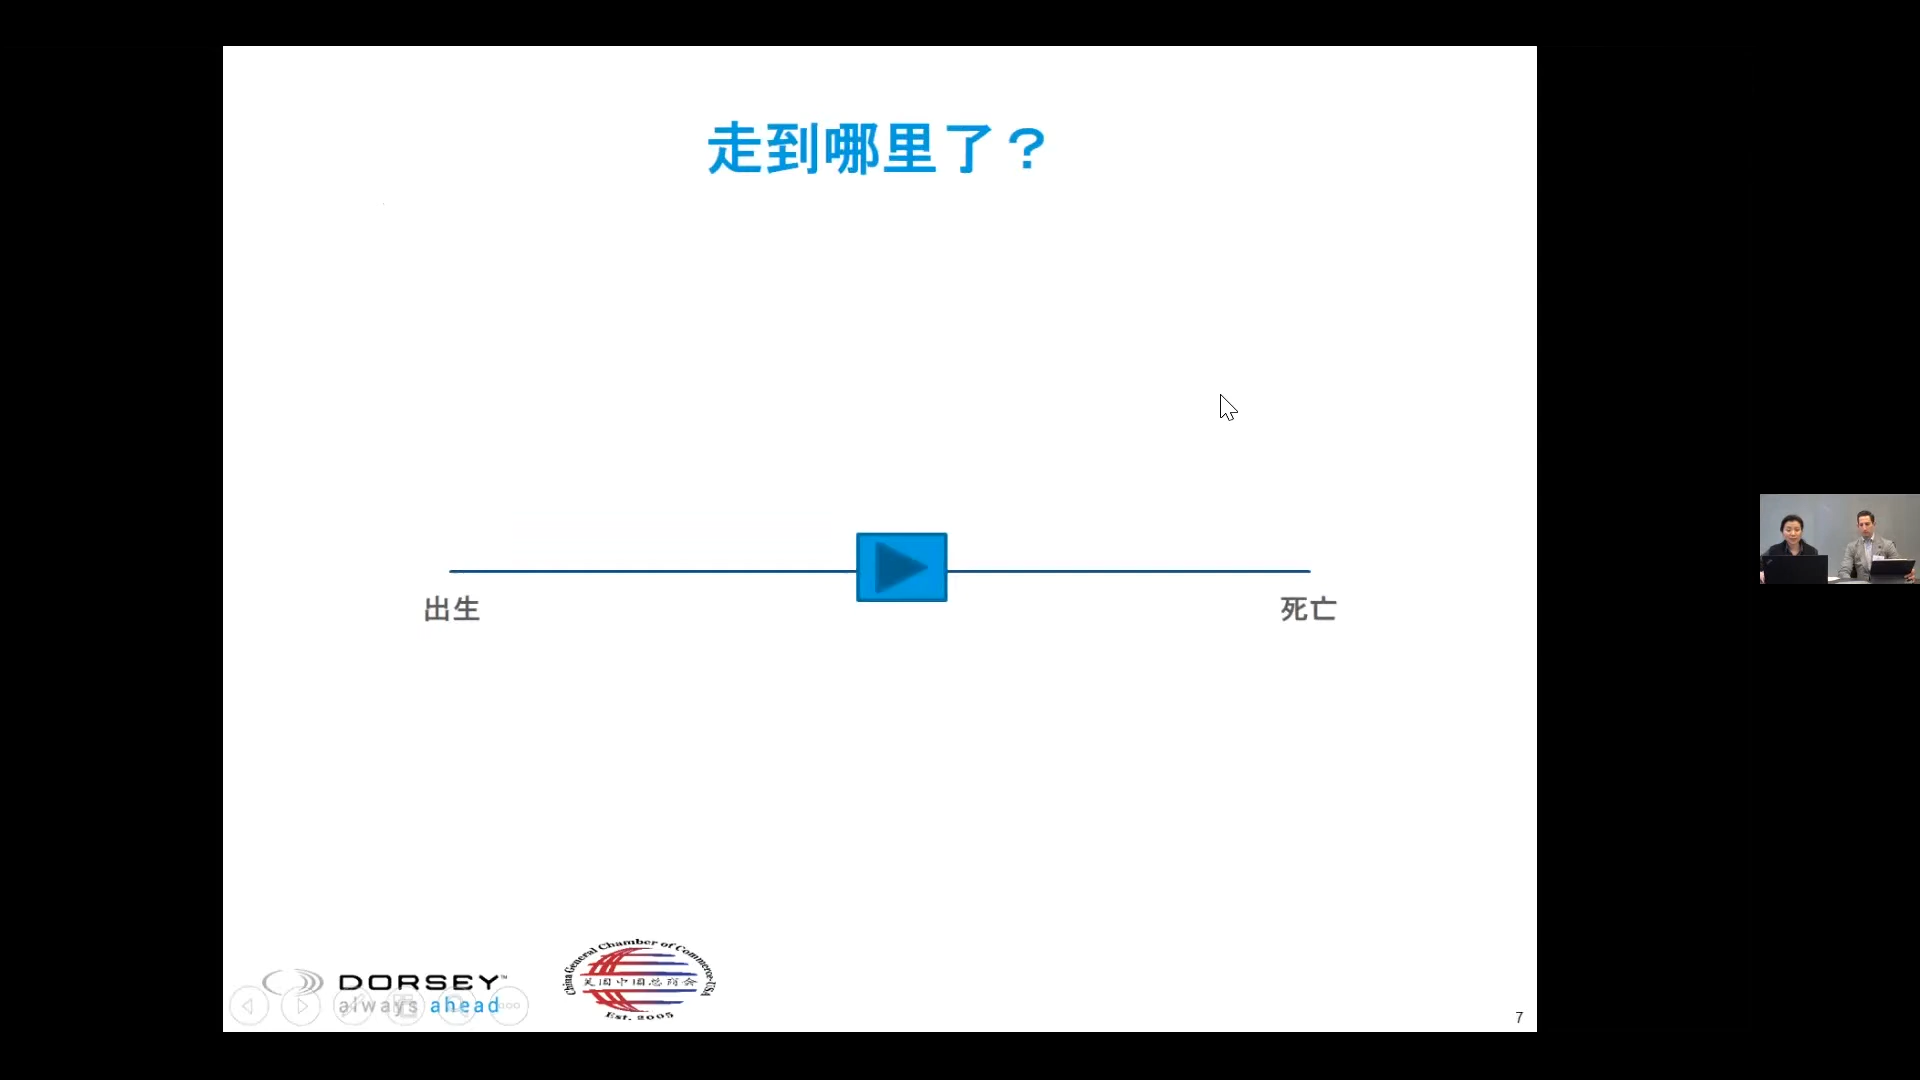 走到哪里了？
出生
死亡
DORSEY™
always ahead
China General Chamber of Commerce-USA
美国中国总商会
Est. 2005
7